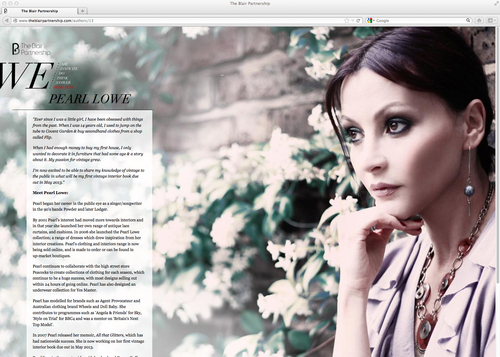 The Blair Partnership
The Blair Partnership
www.theblairpartnership.com/authors/13
Google
The Blair
Partnership
WE
PEARL LOWE
"Ever since I was a little girl, I have been obsessed with things
from the past. When I was 14 years old, I used to jump on the
tube to Covent Garden & buy secondhand clothes from a shop
called Flip.
When I had enough money to buy my first house, I only
wanted to decorate it in furniture that had some age & a story
about it. My passion for vintage grew.
I'm now excited to be able to share my knowledge of vintage to
the public in what will be my first vintage interior book due
out in May 2013."
Meet Pearl Lowe:
Pearl began her career in the public eye as a singer/songwriter
in the 90's bands Powder and later Lodger.
By 2001 Pearl's interest had moved more towards interiors and
in that year she launched her own range of antique lace
curtains, and cushions. In 2006 she launched the Pearl Lowe
collection; a range of dresses which drew inspiration from her
interior creations. Pearl's clothing and interiors range is now
being sold online, and is made to order or can be found in
up-market boutiques.
Pearl continues to collaborate with the high street store
Peacocks to create collections of clothing for each season, which
continue to be a huge success, with most designs selling out
within 24 hours of going online. Pearl has also designed an
underwear collection for Yes Master.
Pearl has modelled for brands such as Agent Provocateur and
Australian clothing brand Wheels and Doll Baby. She
contributes to programmes such as 'Angela & Friends' for Sky,
'Style on Trial' for BBC4 and was a mentor on 'Britain's Next
Top Model'.
In 2007 Pearl released her memoir, All that Glitters, which has
had nationwide success. She is now working on her first vintage
interior book due out in May 2013.